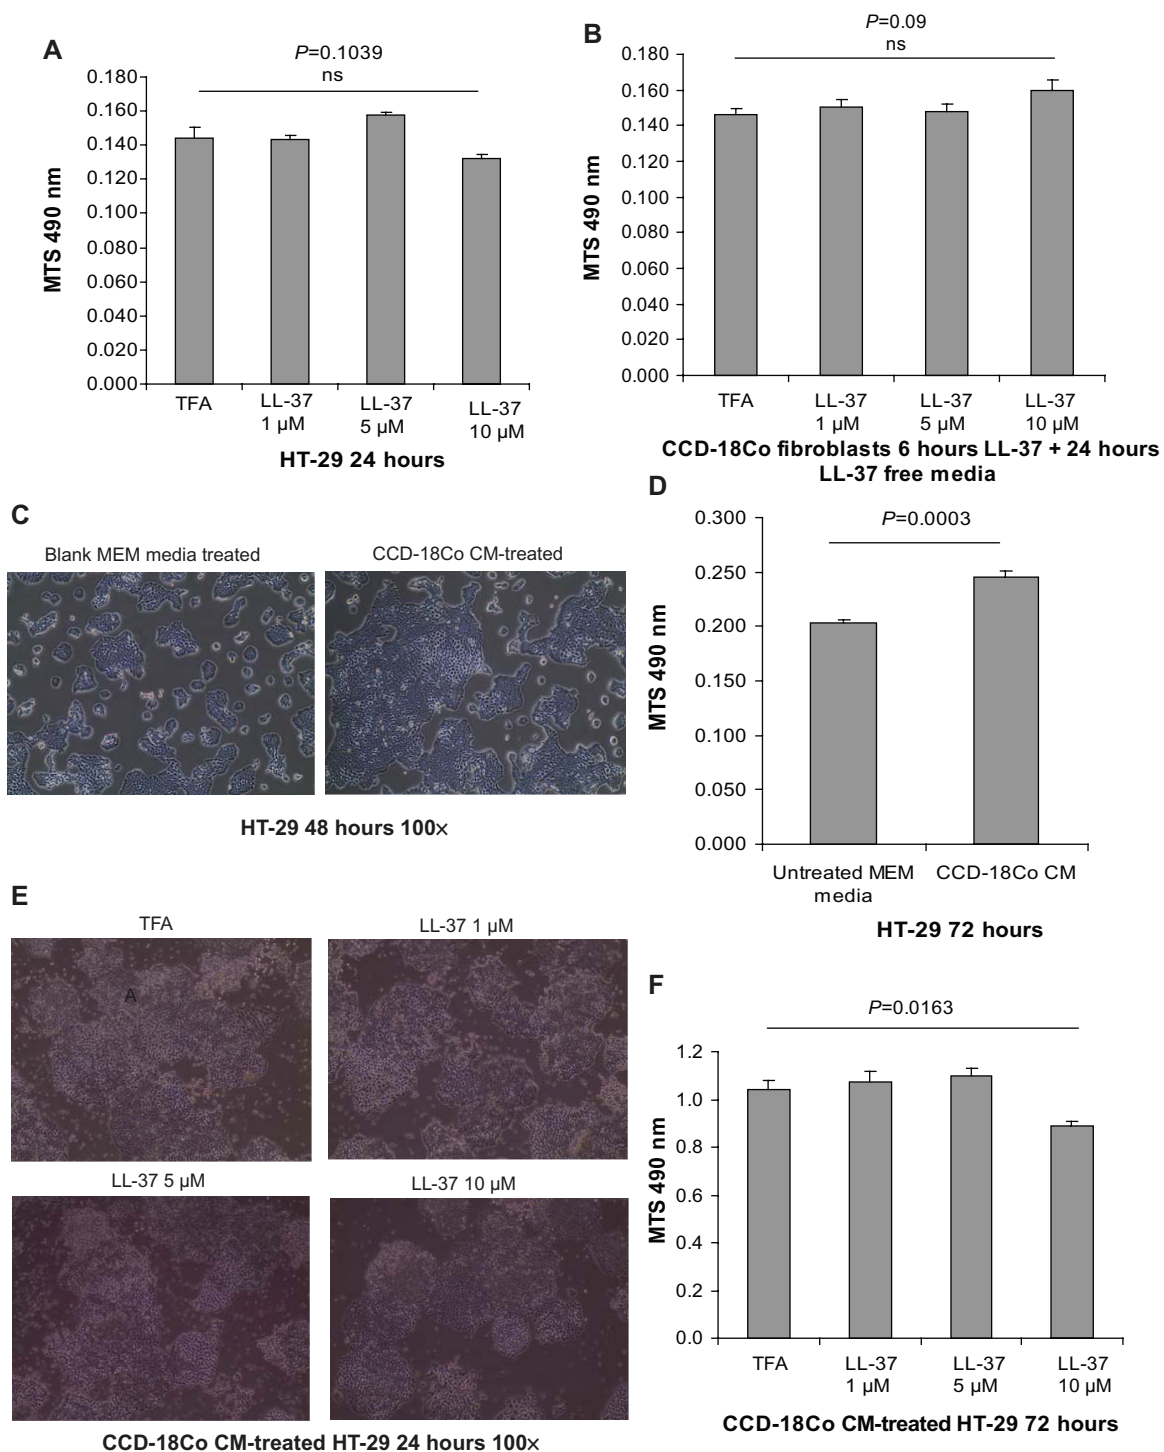 A
P=0.1039
ns
0.180
0.160
0.140
0.120
0.100
0.080
0.060
0.040
0.020
0.000
MTS 490 nm
TFA
LL-37
1 µM
LL-37
5 µM
LL-37
10 µM
HT-29 24 hours
B
P=0.09
ns
0.180
0.160
0.140
0.120
0.100
0.080
0.060
0.040
0.020
0.000
MTS 490 nm
TFA
LL-37
1 µM
LL-37
5 µM
LL-37
10 µM
CCD-18Co fibroblasts 6 hours LL-37 + 24 hours
LL-37 free media
C
Blank MEM media treated
CCD-18Co CM-treated
HT-29 48 hours 100×
D
P=0.0003
0.300
0.250
0.200
0.150
0.100
0.050
0.000
MTS 490 nm
Untreated MEM
media
CCD-18Co CM
HT-29 72 hours
E
TFA
A
LL-37 1 µM
LL-37 5 µM
LL-37 10 µM
CCD-18Co CM-treated HT-29 24 hours 100×
F
P=0.0163
1.2
1.0
0.8
0.6
0.4
0.2
0.0
MTS 490 nm
TFA
LL-37
1 µM
LL-37
5 µM
LL-37
10 µM
CCD-18Co CM-treated HT-29 72 hours